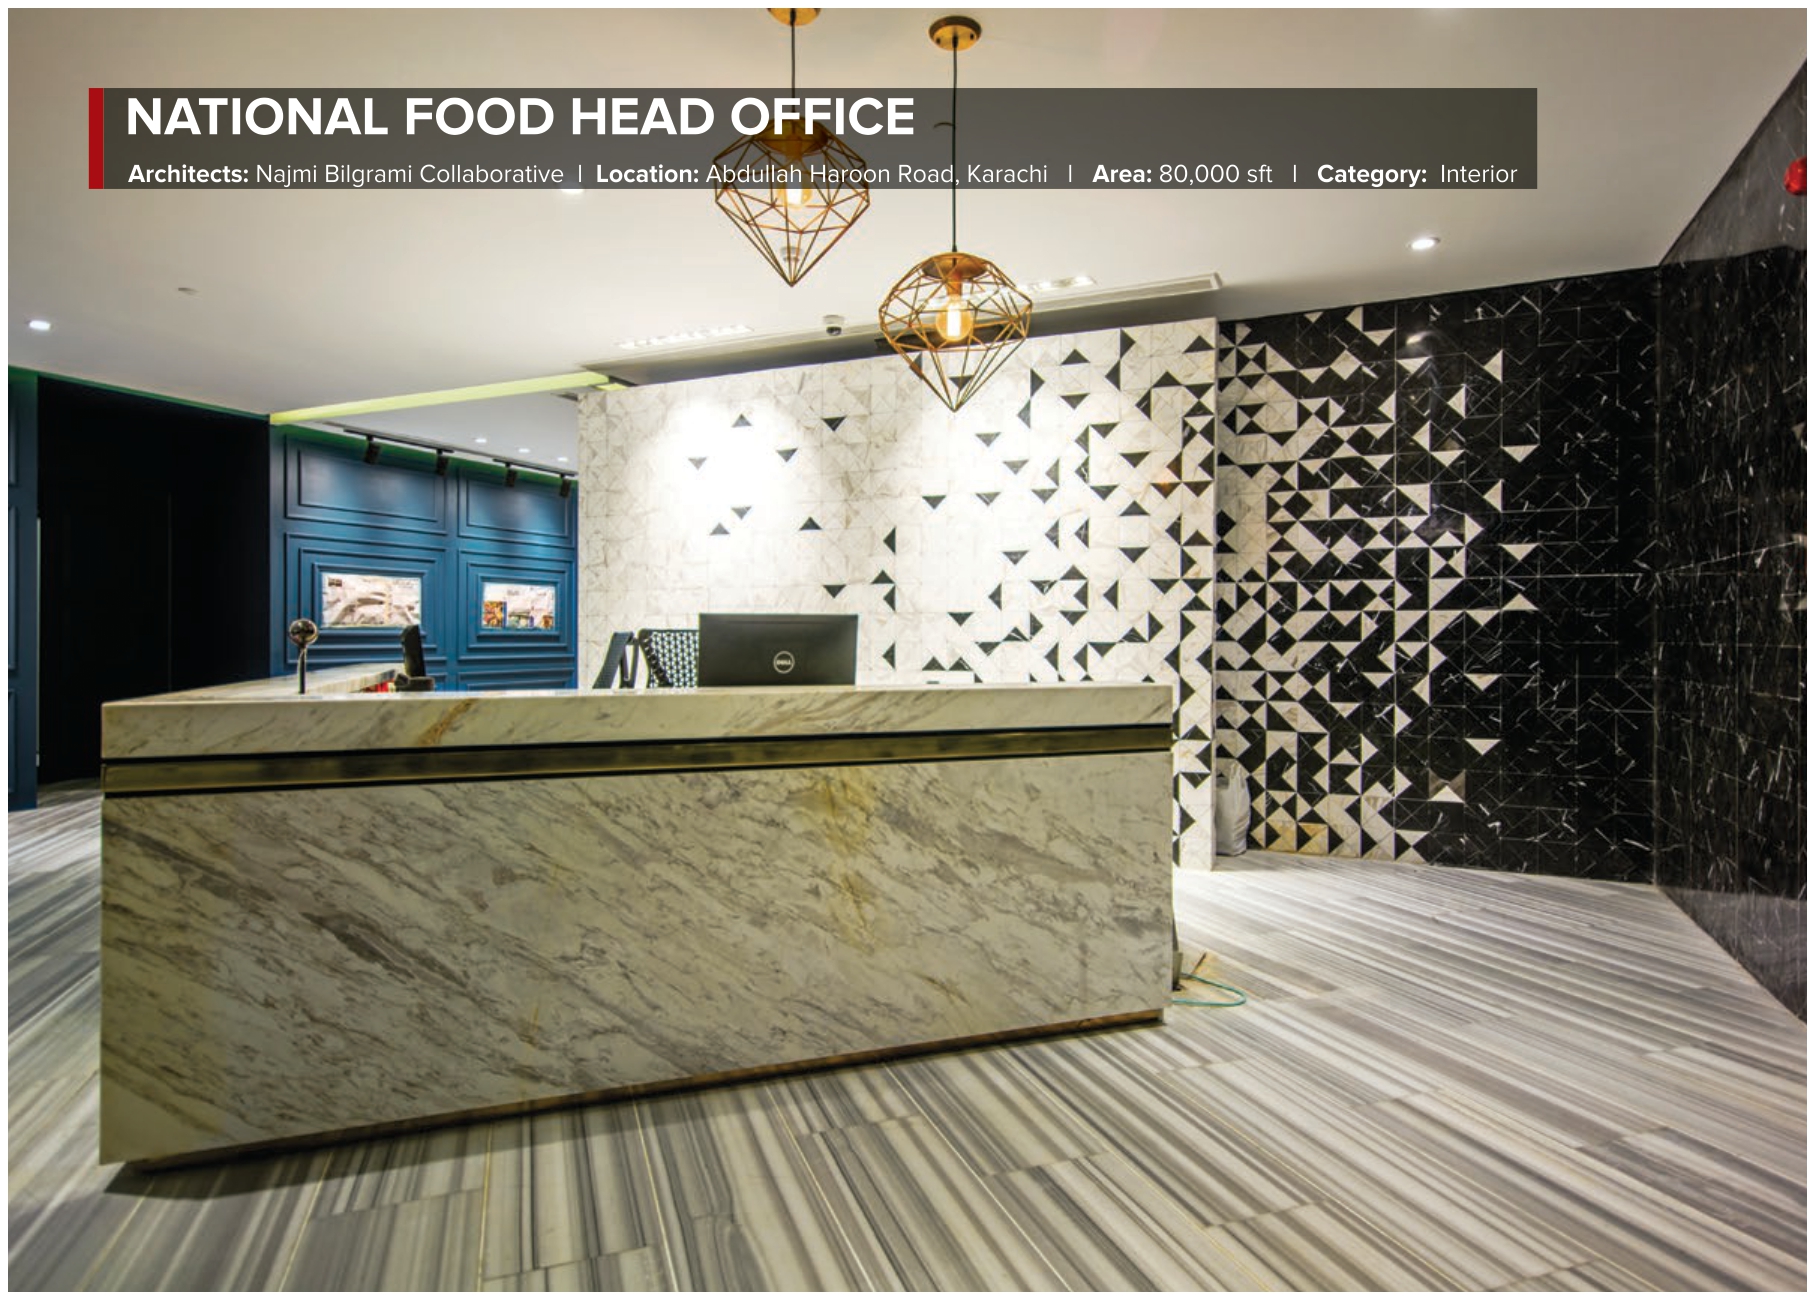 NATIONAL FOOD HEAD OFFICE
Architects: Najmi Bilgrami Collaborative | Location: Abdullah Haroon Road, Karachi | Area: 80,000 sft | Category: Interior
DELL